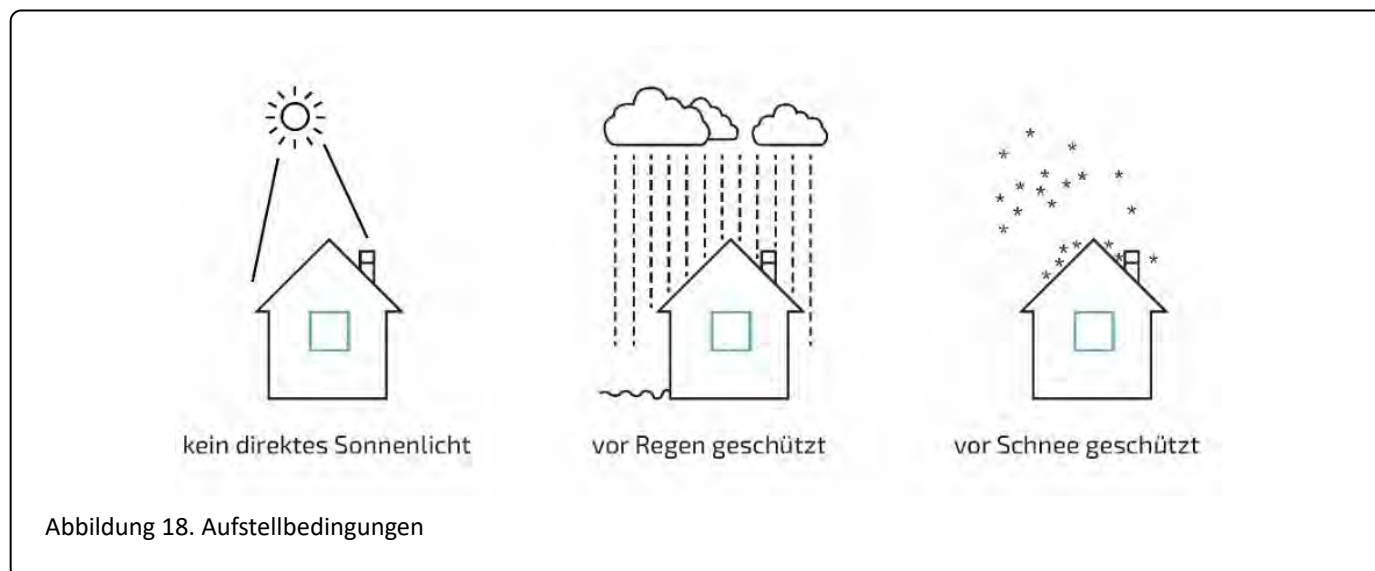 kein direktes Sonnenlicht
vor Regen geschützt
vor Schnee geschützt
Abbildung 18. Aufstellbedingungen